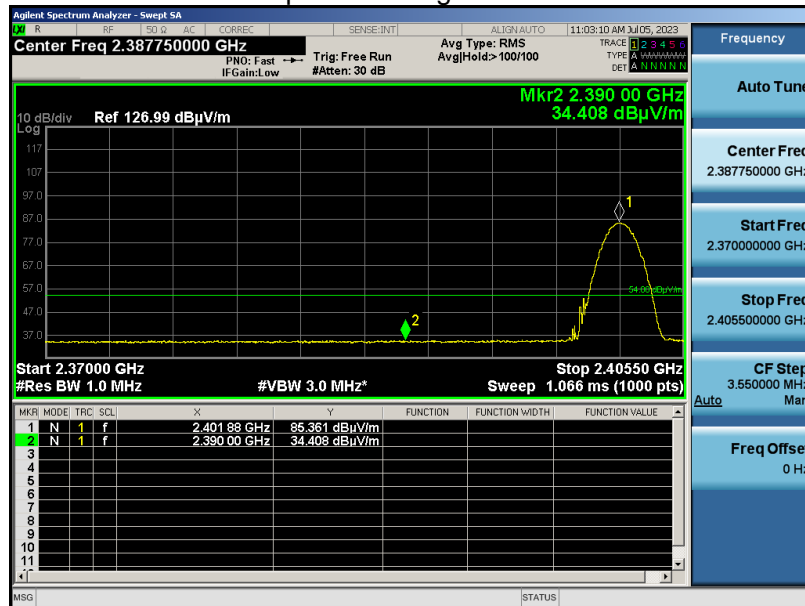 Agilent Spectrum Analyzer - Swept SA
LXI R RF 50 Ω AC CORREC SENSE:INT ALIGN AUTO 11:03:10 AM Jul 05, 2023
Center Freq 2.387750000 GHz Avg Type: RMS TRACE 1 2 3 4 5 6
PNO: Fast Trig: Free Run Avg|Hold:>100/100 TYPE A WWWWW
IFGain:Low #Atten: 30 dB DET A N N N N N
Mkr2 2.390 00 GHz
10 dB/div Ref 126.99 dBµV/m 34.408 dBµV/m
Log
117
107
97.0
87.0
77.0
67.0
57.0
47.0
37.0
1
54.00 dBµV/m
2
Start 2.37000 GHz Stop 2.40550 GHz
#Res BW 1.0 MHz #VBW 3.0 MHz* Sweep 1.066 ms (1000 pts)
MKR MODE TRC SCL X Y FUNCTION FUNCTION WIDTH FUNCTION VALUE
1 N 1 f 2.401 88 GHz 85.361 dBµV/m
2 N 1 f 2.390 00 GHz 34.408 dBµV/m
3
4
5
6
7
8
9
10
11
MSG STATUS
Frequency
Auto Tune
Center Freq
2.387750000 GHz
Start Freq
2.370000000 GHz
Stop Freq
2.405500000 GHz
CF Step
3.550000 MHz
Auto Man
Freq Offset
0 Hz